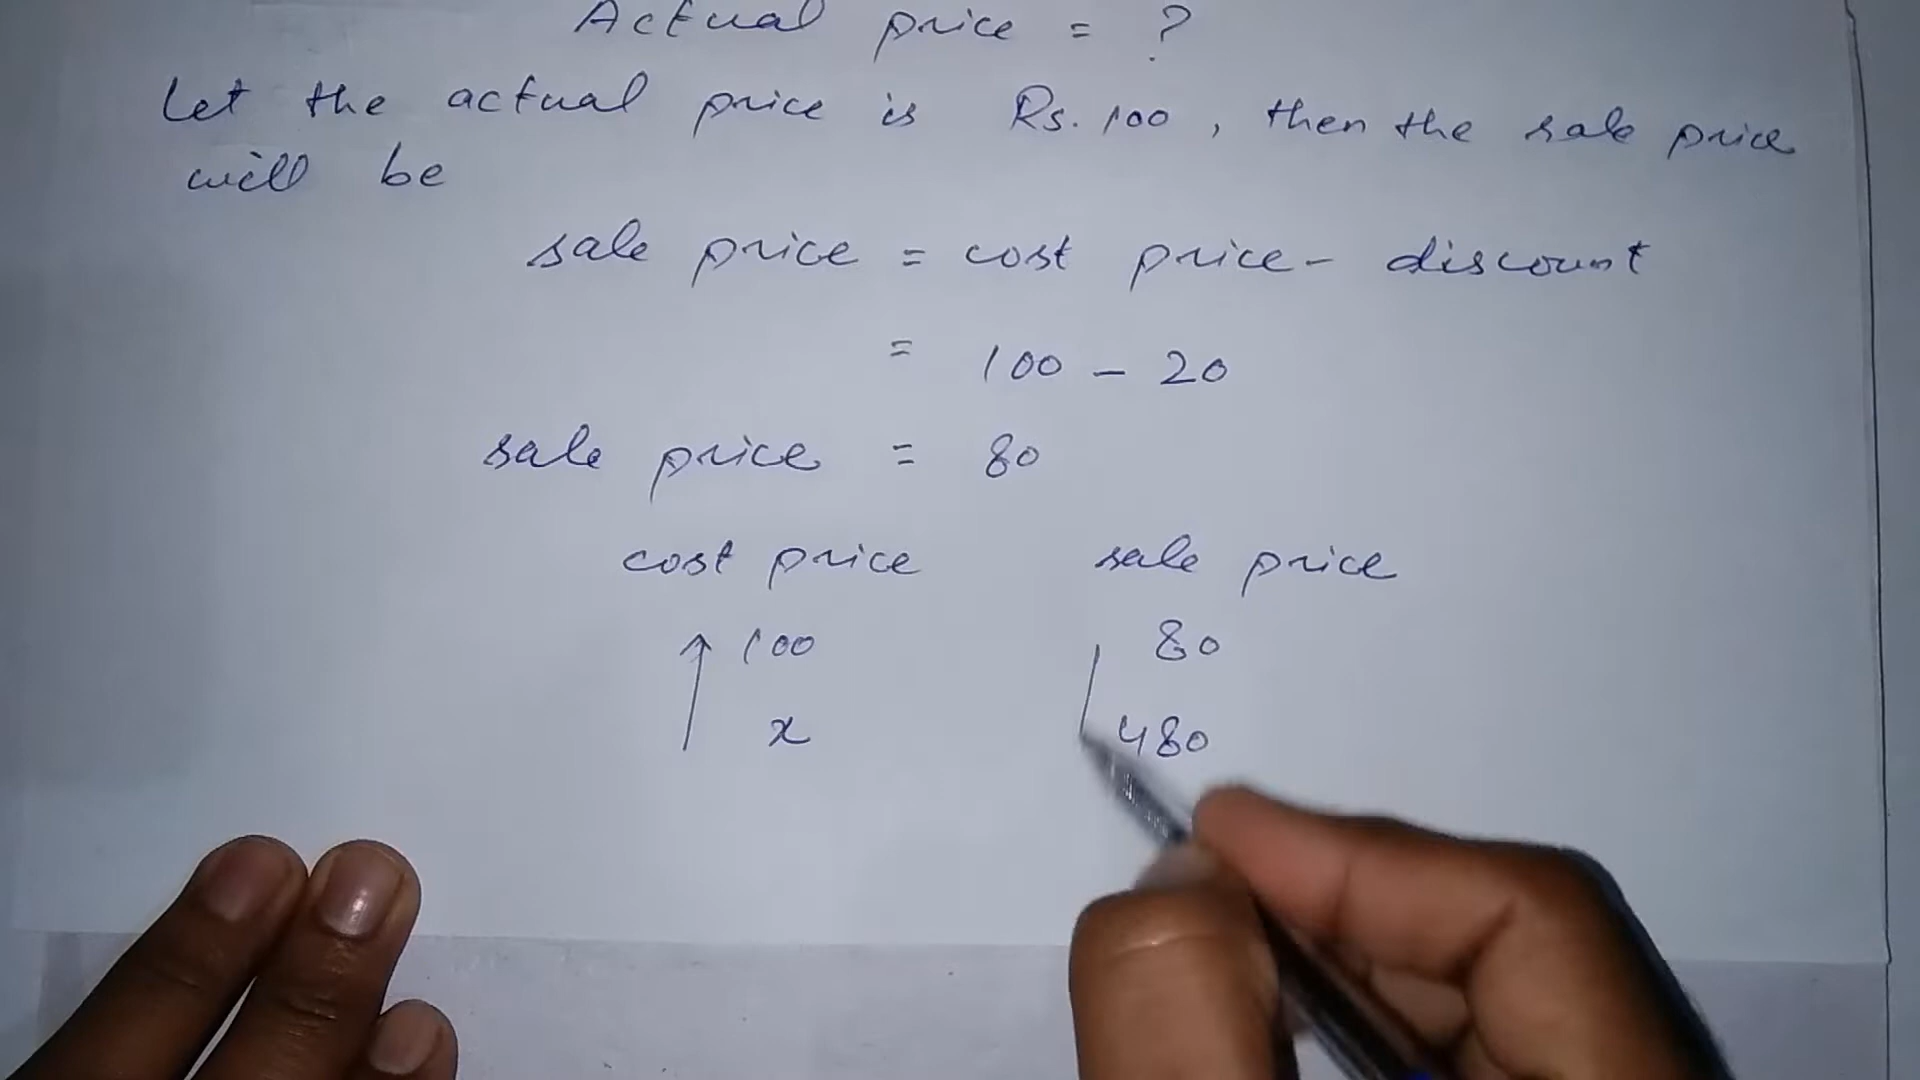 Actual price = ?
Let the actual price is Rs. 100, then the sale price
will be
sale price = cost price - discount
= 100 - 20
sale price = 80
cost price sale price
100 80
x 480